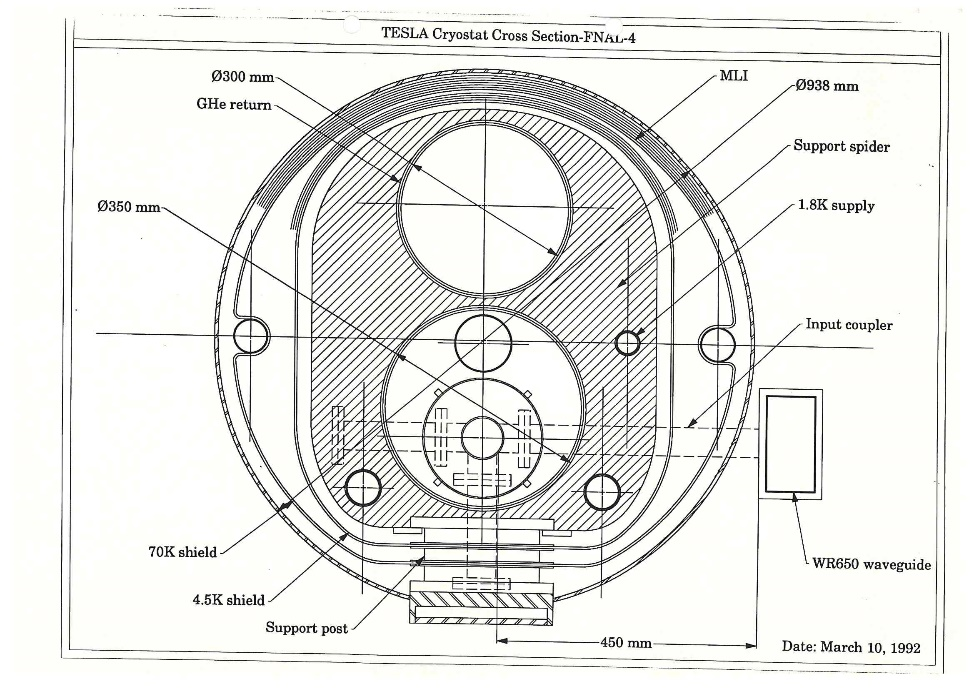 TESLA Cryostat Cross Section-FNAL-4
Ø300 mm
MLI
Ø938 mm
GHe return
Support spider
Ø350 mm
1.8K supply
Input coupler
70K shield
WR650 waveguide
4.5K shield
Support post
450 mm
Date: March 10, 1992